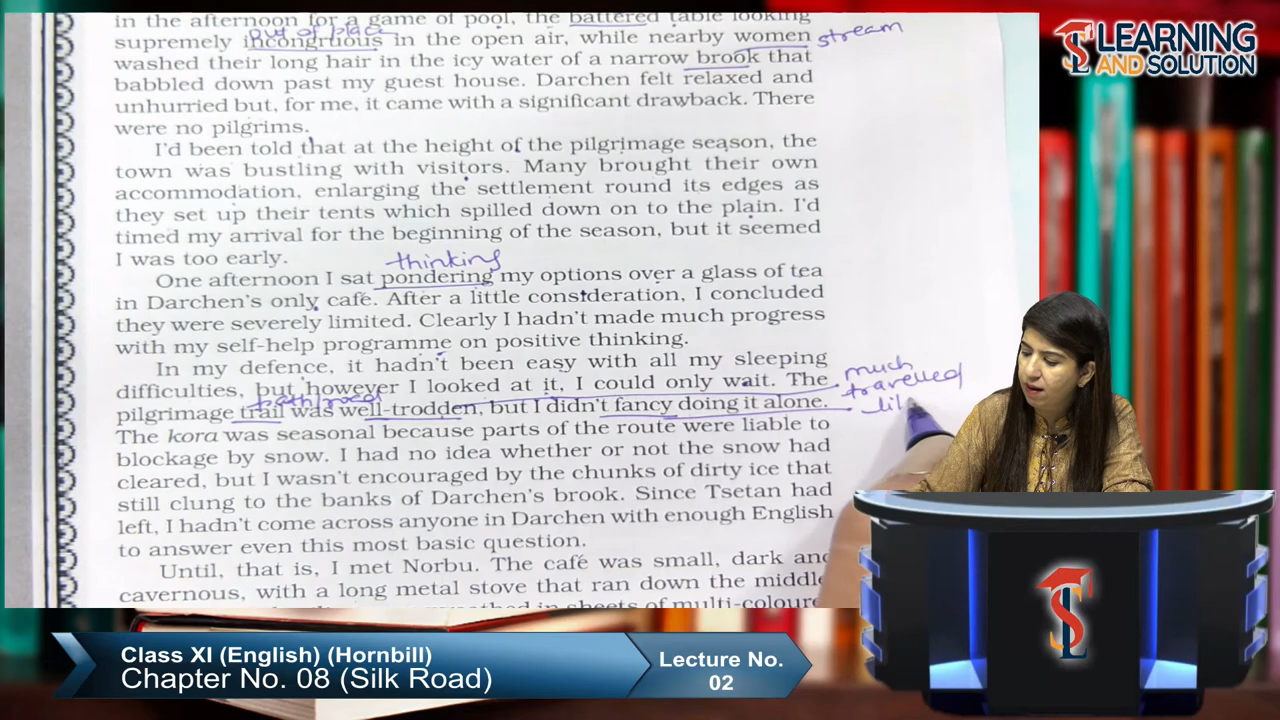 in the afternoon for a game of pool, the battered table looking
out of place
supremely incongruous in the open air, while nearby women
stream
washed their long hair in the icy water of a narrow brook that
babbled down past my guest house. Darchen felt relaxed and
unhurried but, for me, it came with a significant drawback. There
were no pilgrims.
I'd been told that at the height of the pilgrimage season, the
town was bustling with visitors. Many brought their own
accommodation, enlarging the settlement round its edges as
they set up their tents which spilled down on to the plain. I'd
timed my arrival for the beginning of the season, but it seemed
I was too early.
thinking
One afternoon I sat pondering my options over a glass of tea
in Darchen's only café. After a little consideration, I concluded
they were severely limited. Clearly I hadn't made much progress
with my self-help programme on positive thinking.
In my defence, it hadn't been easy with all my sleeping
difficulties, but however I looked at it, I could only wait. The
much
travelled
path/road
pilgrimage trail was well-trodden, but I didn't fancy doing it alone.
lik
The kora was seasonal because parts of the route were liable to
blockage by snow. I had no idea whether or not the snow had
cleared, but I wasn't encouraged by the chunks of dirty ice that
still clung to the banks of Darchen's brook. Since Tsetan had
left, I hadn't come across anyone in Darchen with enough English
to answer even this most basic question.
Until, that is, I met Norbu. The café was small, dark and
cavernous, with a long metal stove that ran down the middle
in sheets of multi-coloure
LEARNING
AND SOLUTION
Class XI (English) (Hornbill)
Chapter No. 08 (Silk Road)
Lecture No.
02